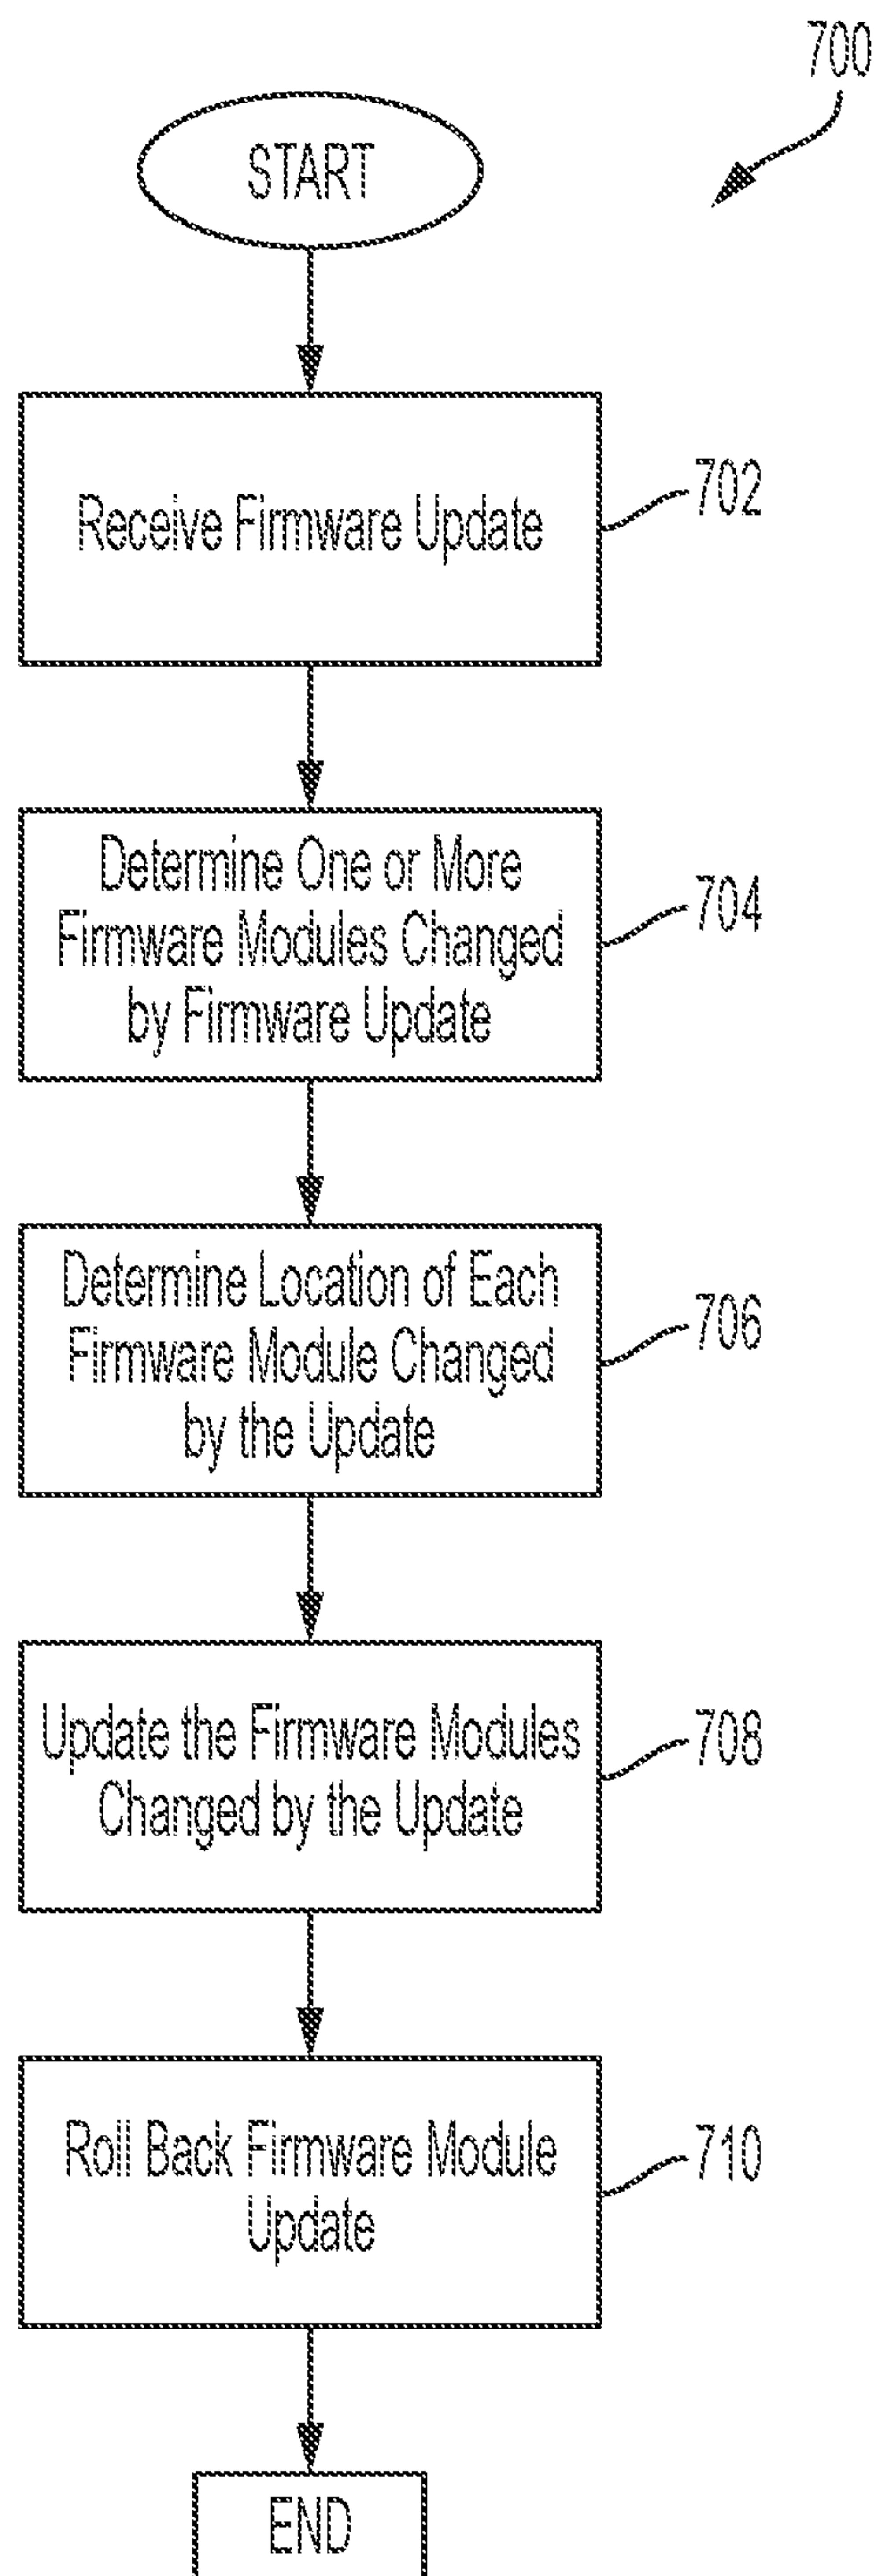 700
START
Receive Firmware Update
702
Determine One or More
Firmware Modules Changed
by Firmware Update
704
Determine Location of Each
Firmware Module Changed
by the Update
706
Update the Firmware Modules
Changed by the Update
708
Roll Back Firmware Module
Update
710
END